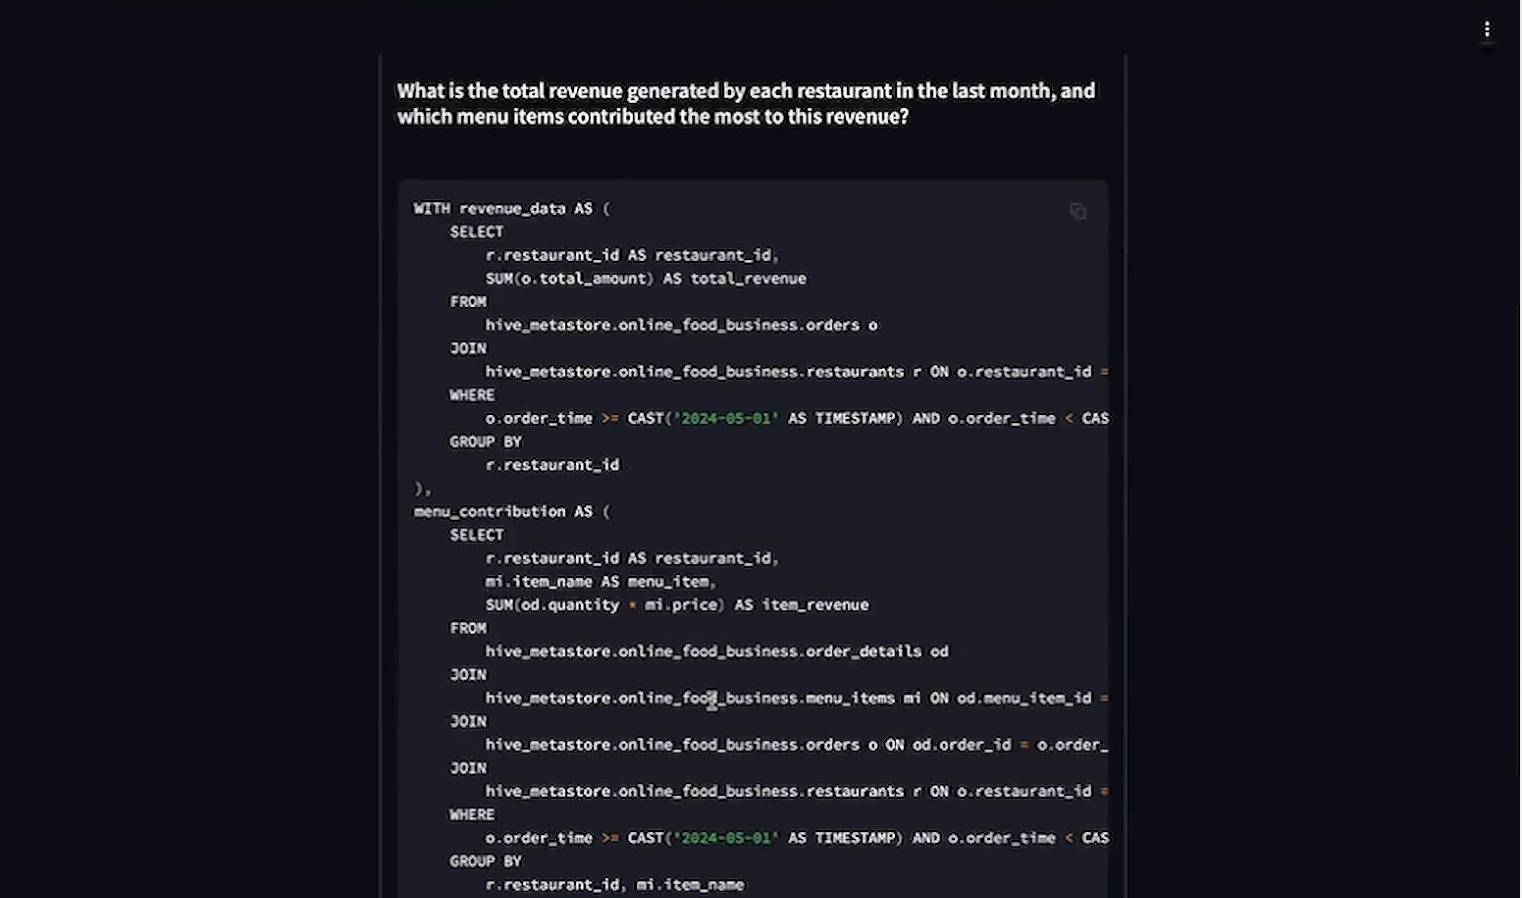 What is the total revenue generated by each restaurant in the last month, and
which menu items contributed the most to this revenue?
WITH revenue_data AS (
SELECT
r.restaurant_id AS restaurant_id,
SUM(o.total_amount) AS total_revenue
FROM
hive_metastore.online_food_business.orders o
JOIN
hive_metastore.online_food_business.restaurants r ON o.restaurant_id =
WHERE
o.order_time >= CAST('2024-05-01' AS TIMESTAMP) AND o.order_time < CAS
GROUP BY
r.restaurant_id
),
menu_contribution AS (
SELECT
r.restaurant_id AS restaurant_id,
mi.item_name AS menu_item,
SUM(od.quantity * mi.price) AS item_revenue
FROM
hive_metastore.online_food_business.order_details od
JOIN
hive_metastore.online_food_business.menu_items mi ON od.menu_item_id =
JOIN
hive_metastore.online_food_business.orders o ON od.order_id = o.order_
JOIN
hive_metastore.online_food_business.restaurants r ON o.restaurant_id =
WHERE
o.order_time >= CAST('2024-05-01' AS TIMESTAMP) AND o.order_time < CAS
GROUP BY
r.restaurant_id, mi.item_name